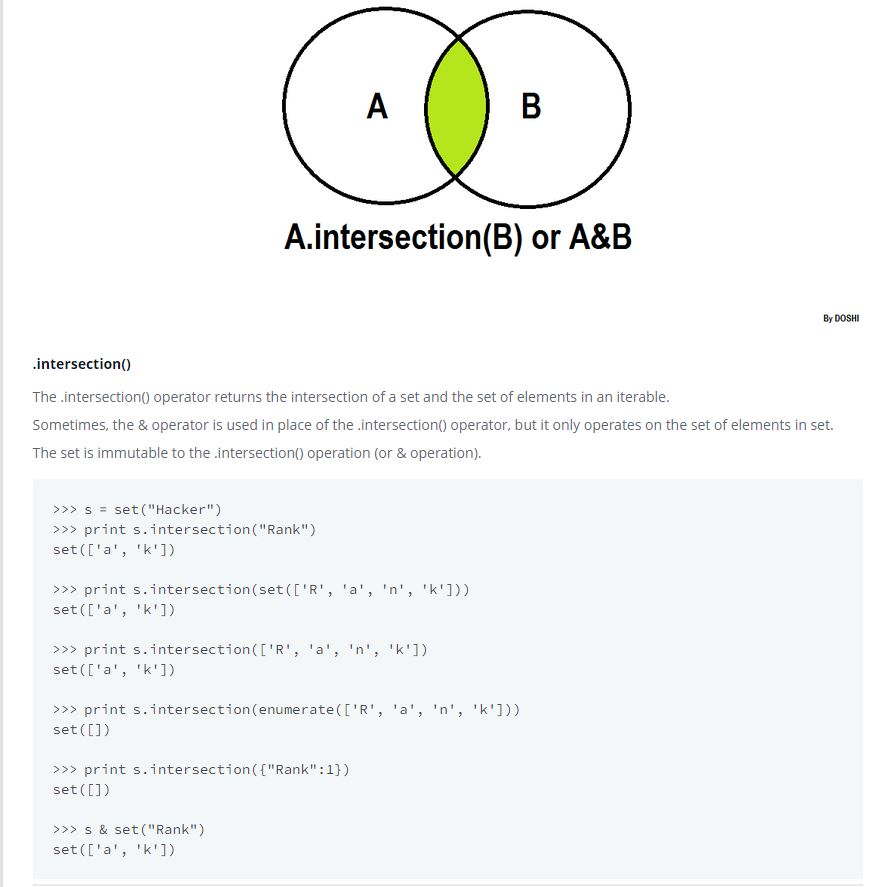 A B
A.intersection(B) or A&B
By DOSHI
.intersection()
The .intersection() operator returns the intersection of a set and the set of elements in an iterable.
Sometimes, the & operator is used in place of the .intersection() operator, but it only operates on the set of elements in set.
The set is immutable to the .intersection() operation (or & operation).
>>> s = set("Hacker")
>>> print s.intersection("Rank")
set(['a', 'k'])
>>> print s.intersection(set(['R', 'a', 'n', 'k']))
set(['a', 'k'])
>>> print s.intersection(['R', 'a', 'n', 'k'])
set(['a', 'k'])
>>> print s.intersection(enumerate(['R', 'a', 'n', 'k']))
set([])
>>> print s.intersection({"Rank":1})
set([])
>>> s & set("Rank")
set(['a', 'k'])